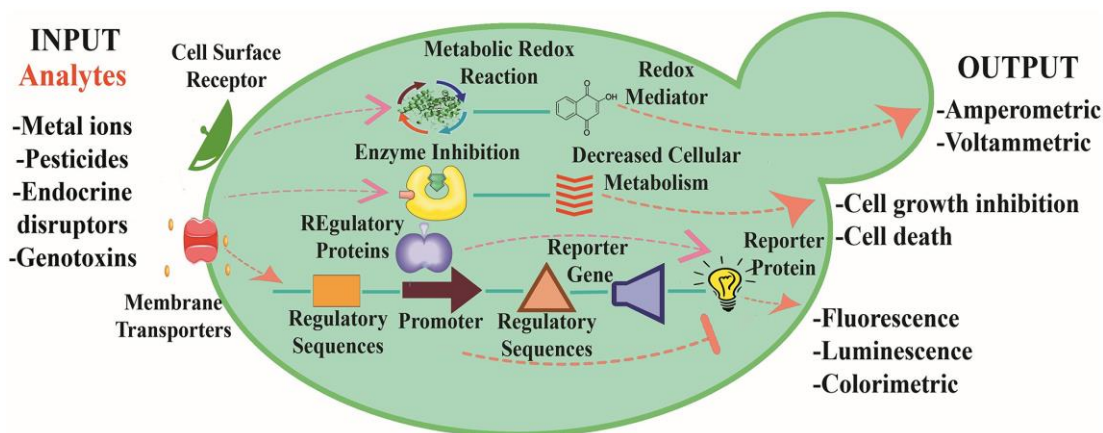 INPUT
Analytes
-Metal ions
-Pesticides
-Endocrine
disruptors
-Genotoxins
Cell Surface
Receptor
Membrane
Transporters
Metabolic Redox
Reaction
Redox
Mediator
OH
O
O
Enzyme Inhibition
Decreased Cellular
Metabolism
REgulatory
Proteins
Reporter
Gene
Reporter
Protein
Regulatory
Sequences
Promoter
Regulatory
Sequences
OUTPUT
-Amperometric
-Voltammetric
-Cell growth inhibition
-Cell death
-Fluorescence
-Luminescence
-Colorimetric